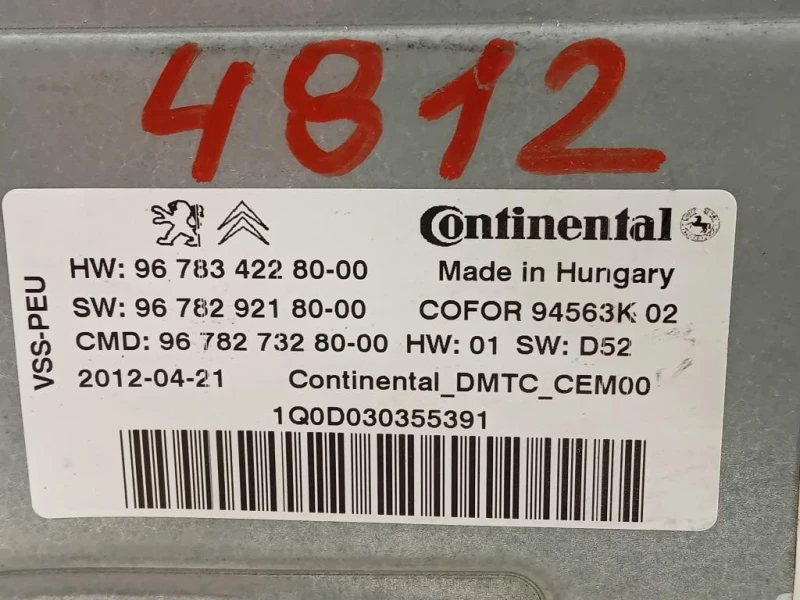 4812
Continental
HW: 96 783 422 80-00
Made in Hungary
SW: 96 782 921 80-00
COFOR 94563K 02
CMD: 96 782 732 80-00 HW: 01 SW: D52
2012-04-21 Continental_DMTC_CEM00
1Q0D030355391
VSS-PEU